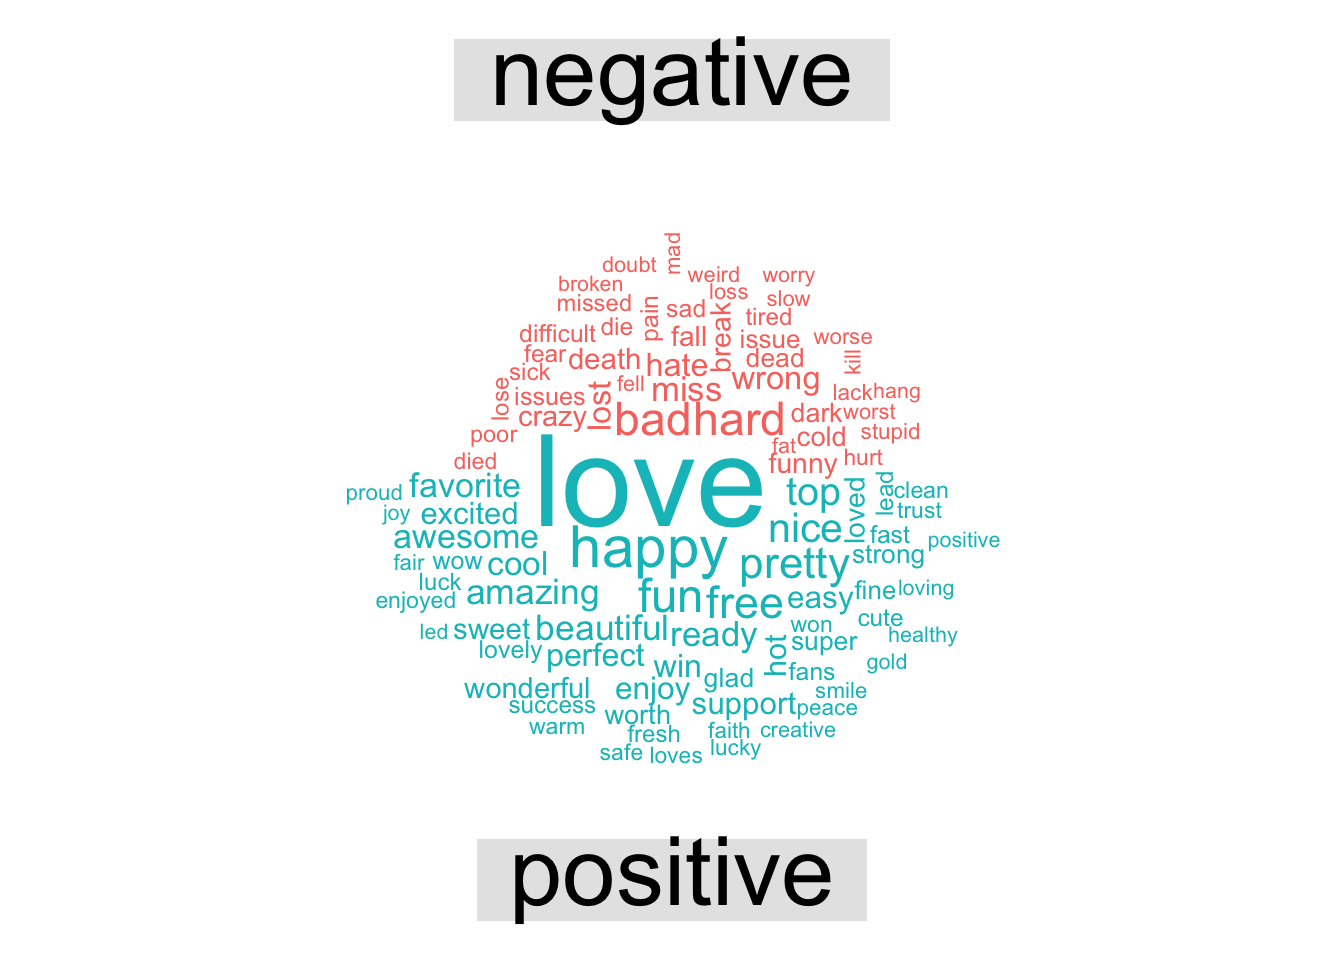 negative
mad
doubt
weird worry
broken loss
missed pain sad break slow
difficult die fall issue tired worse
fear death hate dead kill
sick fell miss wrong
lose issues lost lack hang
crazy badhard dark worst
poor fat cold stupid
died funny hurt
love
proud favorite top loved lead clean
joy excited nice fast trust
awesome happy strong positive
fair wow cool pretty
luck fun free easy fine loving
enjoyed amazing won cute
led sweet beautiful ready hot super healthy
lovely perfect win glad fans gold
wonderful enjoy support smile
success worth peace
warm fresh faith creative
safe loves lucky
positive